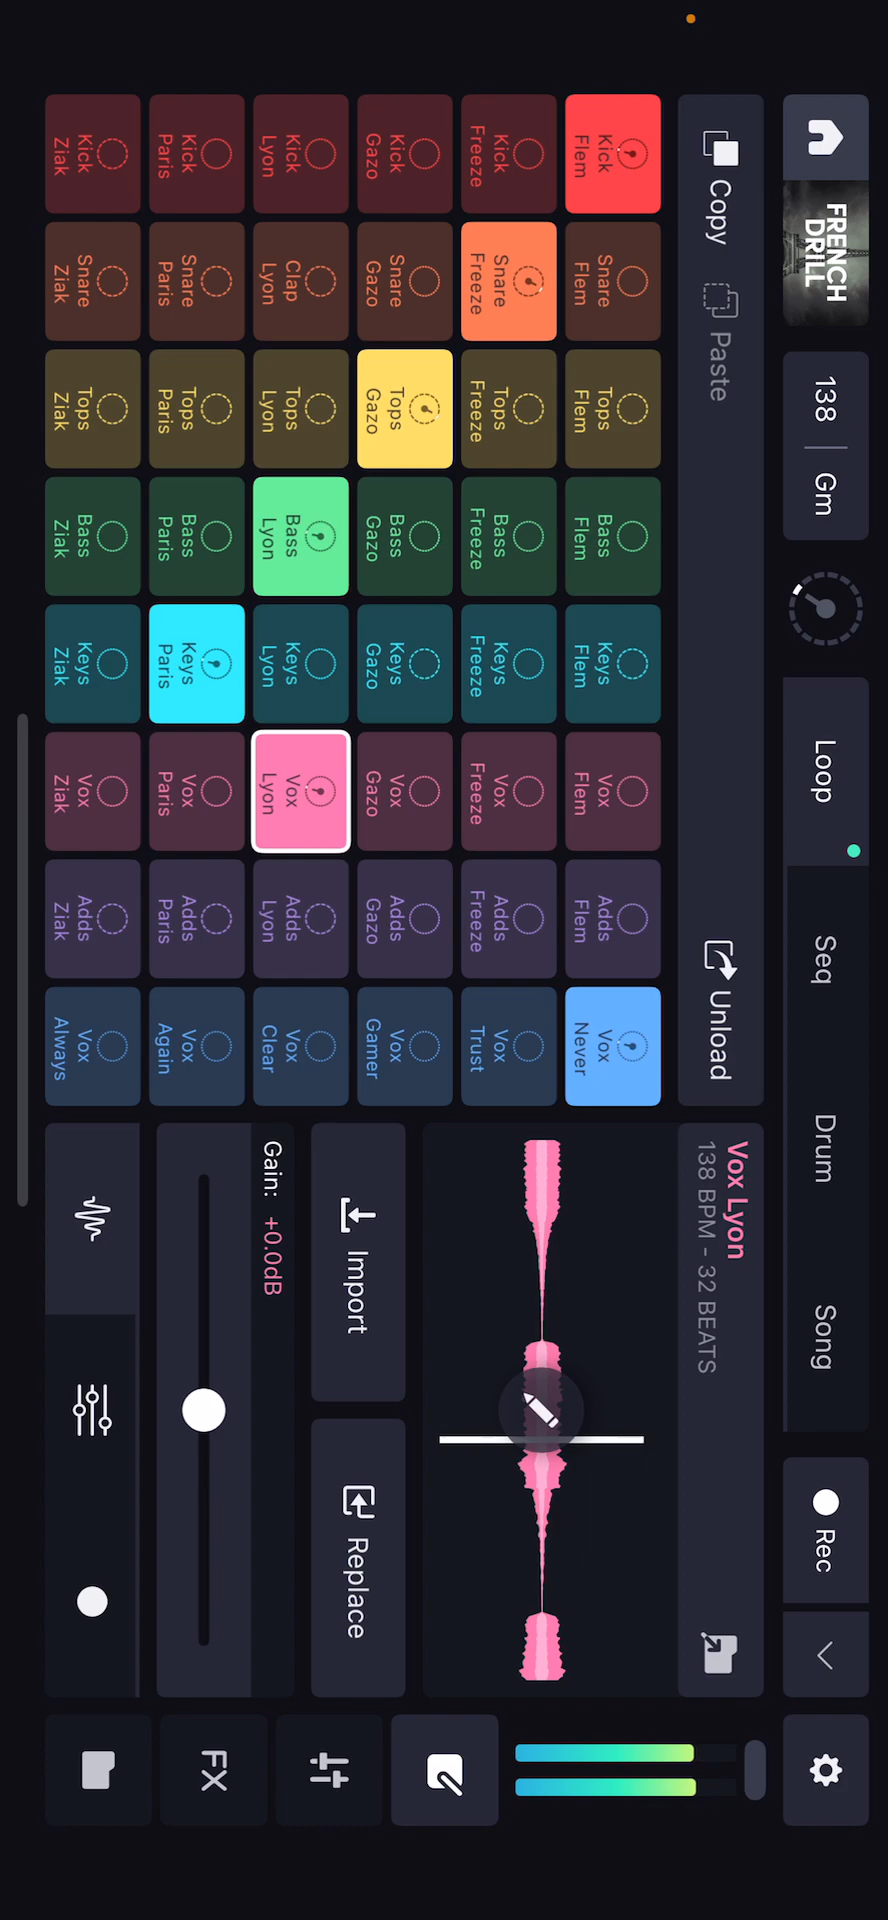 FRENCH
DRILL
138
Gm
Loop
Seq
Drum
Song
Rec
Copy
Paste
Unload
Kick
Flem
Snare
Flem
Tops
Flem
Bass
Flem
Keys
Flem
Vox
Flem
Adds
Flem
Vox
Never
Kick
Freeze
Snare
Freeze
Tops
Freeze
Bass
Freeze
Keys
Freeze
Vox
Freeze
Adds
Freeze
Vox
Trust
Kick
Gazo
Snare
Gazo
Tops
Gazo
Bass
Gazo
Keys
Gazo
Vox
Gazo
Adds
Gazo
Vox
Gamer
Kick
Lyon
Clap
Lyon
Tops
Lyon
Bass
Lyon
Keys
Lyon
Vox
Lyon
Adds
Lyon
Vox
Clear
Kick
Paris
Snare
Paris
Tops
Paris
Bass
Paris
Keys
Paris
Vox
Paris
Adds
Paris
Vox
Again
Kick
Ziak
Snare
Ziak
Tops
Ziak
Bass
Ziak
Keys
Ziak
Vox
Ziak
Adds
Ziak
Vox
Always
Vox Lyon
138 BPM - 32 BEATS
Import
Replace
Gain: +0.0dB
FX